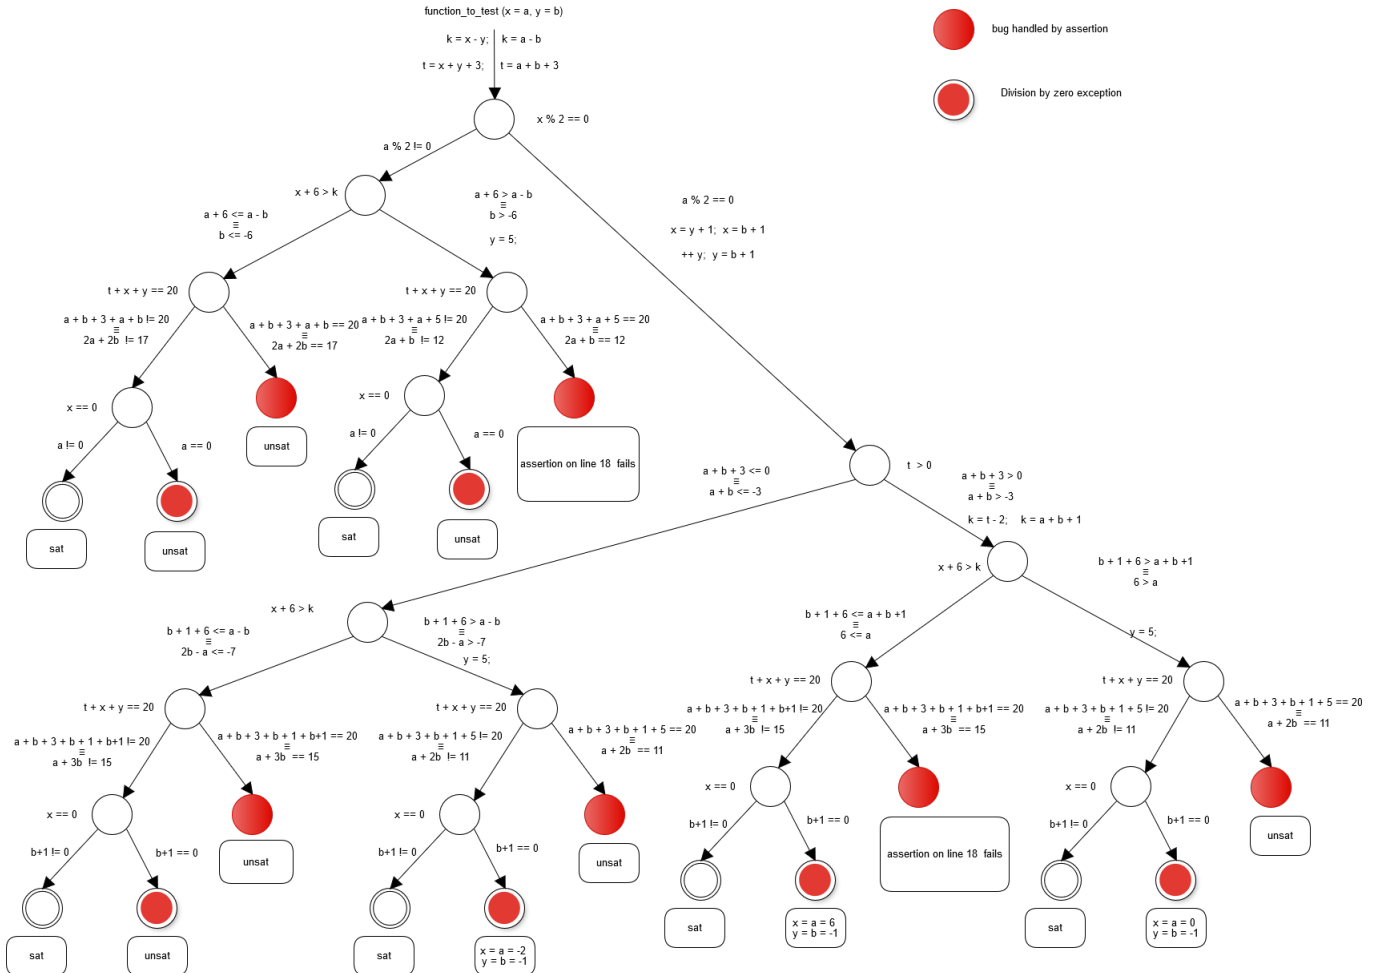 function_to_test (x = a, y = b)
k = x - y; k = a - b
t = x + y + 3; t = a + b + 3
bug handled by assertion
Division by zero exception
x % 2 == 0
a % 2 != 0
x + 6 > k
a + 6 <= a - b
≡
b <= -6
a + 6 > a - b
≡
b > -6
y = 5;
a % 2 == 0
x = y + 1; x = b + 1
++ y; y = b + 1
t + x + y == 20
a + b + 3 + a + b != 20
≡
2a + 2b != 17
a + b + 3 + a + b == 20
≡
2a + 2b == 17
t + x + y == 20
a + b + 3 + a + 5 != 20
≡
2a + b != 12
a + b + 3 + a + 5 == 20
≡
2a + b == 12
x == 0
a != 0
a == 0
unsat
x == 0
a != 0
a == 0
assertion on line 18 fails
sat
unsat
sat
unsat
t > 0
a + b + 3 <= 0
≡
a + b <= -3
a + b + 3 > 0
≡
a + b > -3
k = t - 2; k = a + b + 1
x + 6 > k
b + 1 + 6 <= a - b
≡
2b - a <= -7
b + 1 + 6 > a - b
≡
2b - a > -7
y = 5;
x + 6 > k
b + 1 + 6 <= a + b +1
≡
6 <= a
b + 1 + 6 > a + b +1
≡
6 > a
y = 5;
t + x + y == 20
a + b + 3 + b + 1 + b+1 != 20
≡
a + 3b != 15
a + b + 3 + b + 1 + b+1 == 20
≡
a + 3b == 15
t + x + y == 20
a + b + 3 + b + 1 + 5 != 20
≡
a + 2b != 11
a + b + 3 + b + 1 + 5 == 20
≡
a + 2b == 11
t + x + y == 20
a + b + 3 + b + 1 + b+1 != 20
≡
a + 3b != 15
a + b + 3 + b + 1 + b+1 == 20
≡
a + 3b == 15
t + x + y == 20
a + b + 3 + b + 1 + 5 != 20
≡
a + 2b != 11
a + b + 3 + b + 1 + 5 == 20
≡
a + 2b == 11
x == 0
b+1 != 0
b+1 == 0
unsat
x == 0
b+1 != 0
b+1 == 0
unsat
x == 0
b+1 != 0
b+1 == 0
assertion on line 18 fails
x == 0
b+1 != 0
b+1 == 0
unsat
sat
unsat
sat
x = a = -2
y = b = -1
sat
x = a = 6
y = b = -1
sat
x = a = 0
y = b = -1